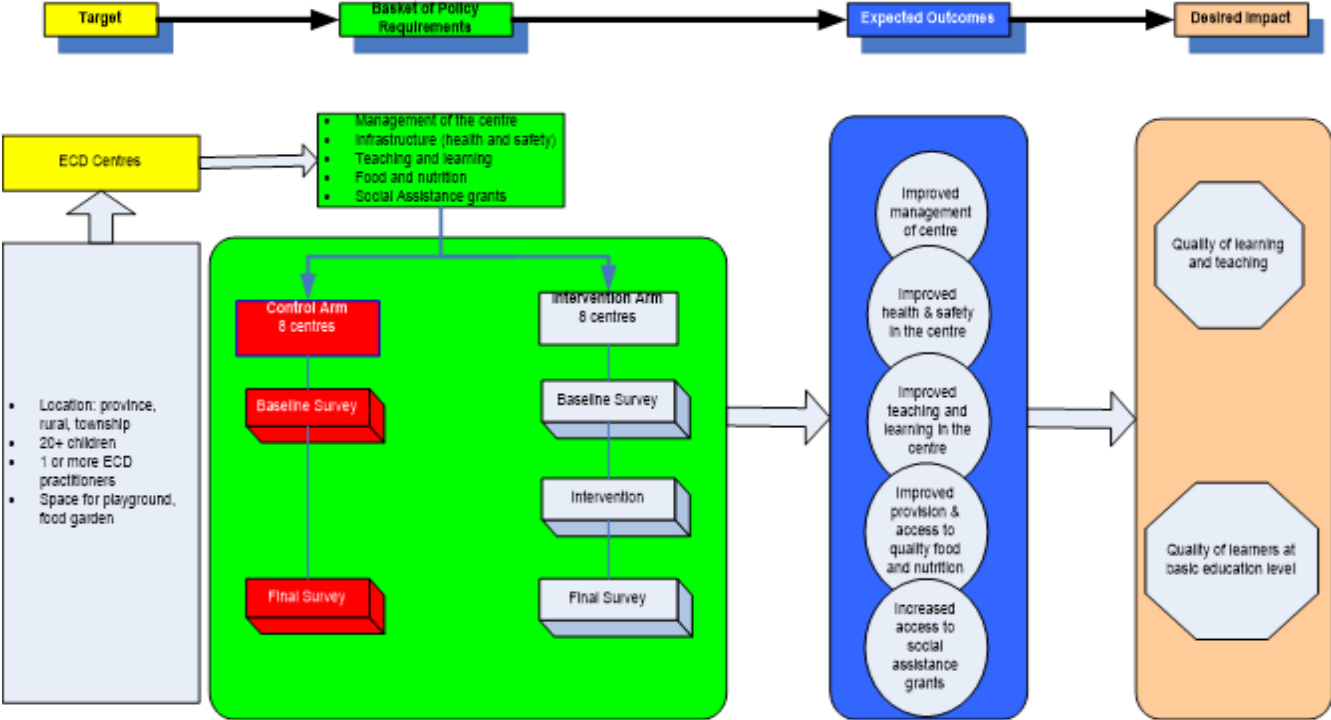 Target
Basket of Policy
Requirements
Expected Outcomes
Desired Impact
ECD Centres
▪ Management of the centre
▪ Infrastructure (health and safety)
▪ Teaching and learning
▪ Food and nutrition
▪ Social Assistance grants
▪ Location: province,
rural, township
▪ 20+ children
▪ 1 or more ECD
practitioners
▪ Space for playground,
food garden
Control Arm
8 centres
Baseline Survey
Final Survey
Intervention Arm
8 centres
Baseline Survey
Intervention
Final Survey
Improved
management
of centre
Improved
health & safety
in the centre
Improved
teaching and
learning in the
centre
Improved
provision &
access to
quality food
and nutrition
Increased
access to
social
assistance
grants
Quality of learning
and teaching
Quality of learners at
basic education level